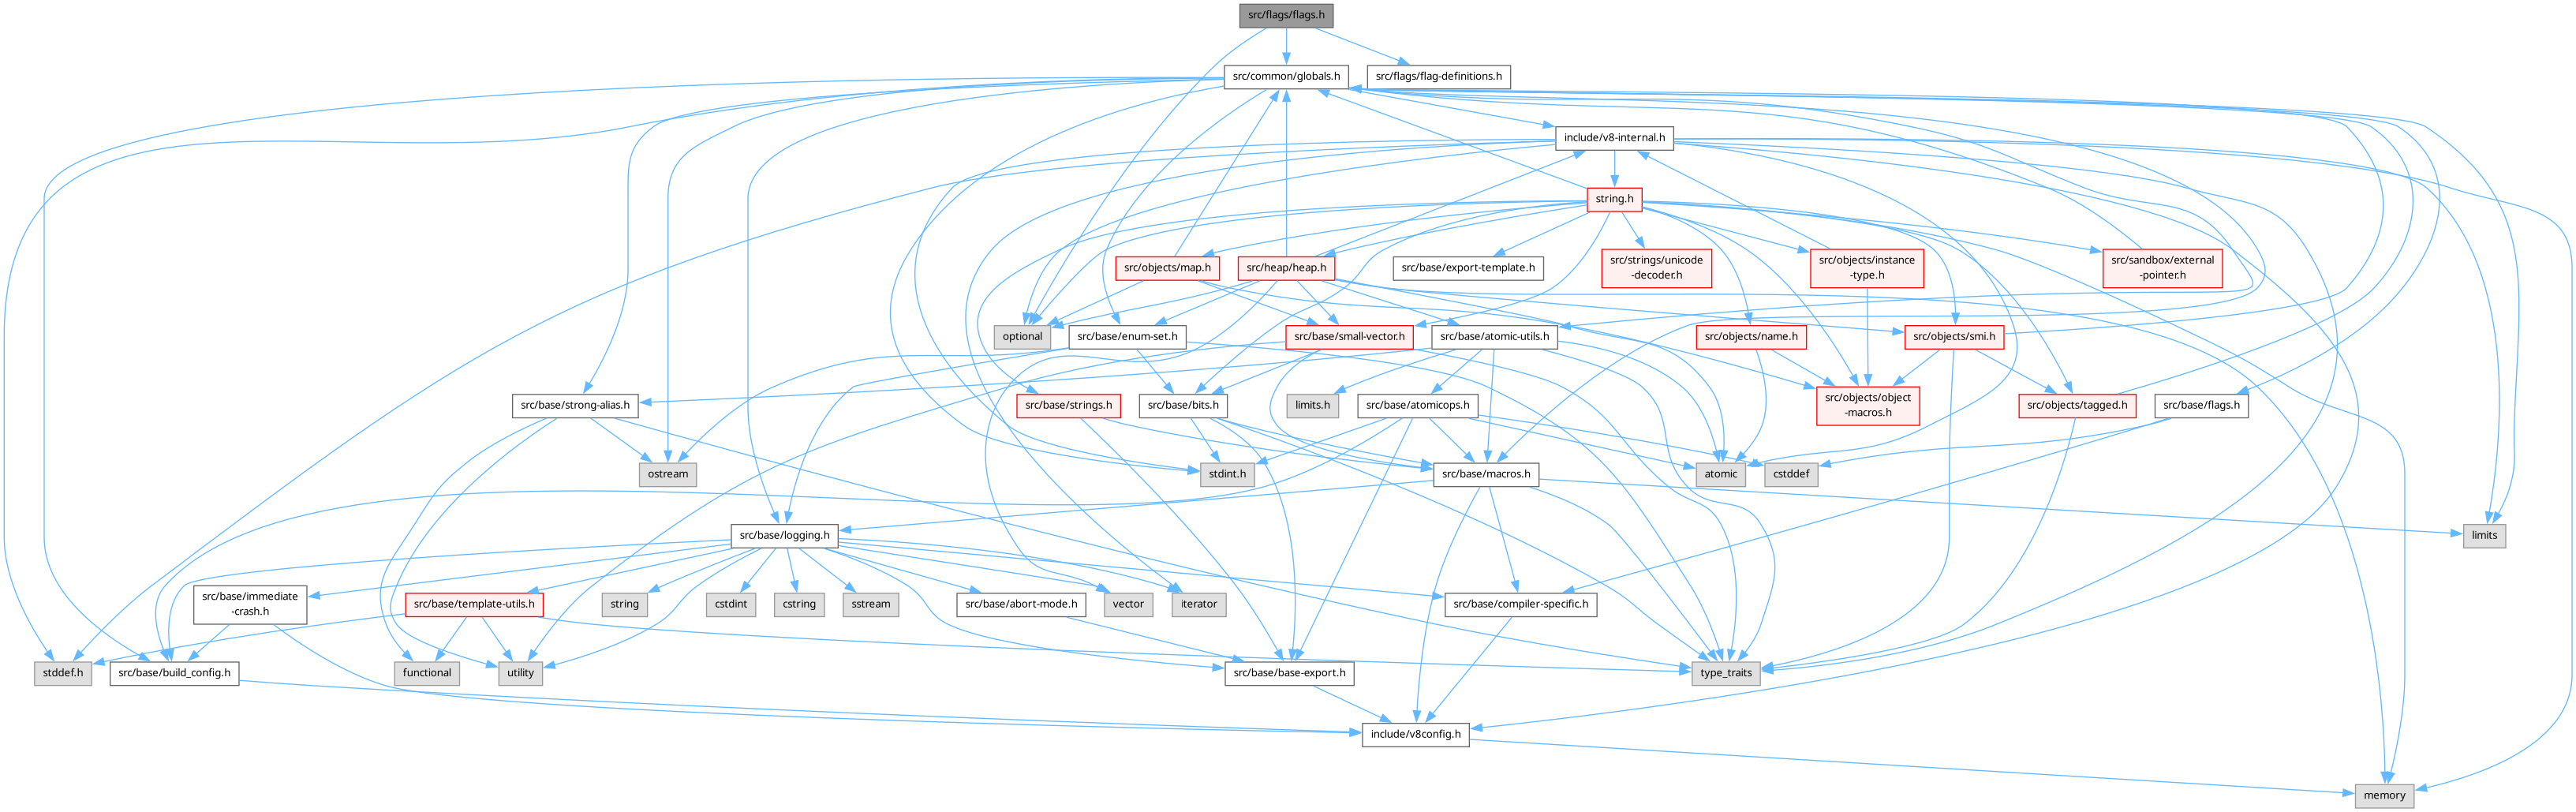 src/flags/flags.h
src/common/globals.h
src/flags/flag-definitions.h
include/v8-internal.h
string.h
src/objects/map.h
src/heap/heap.h
src/base/export-template.h
src/strings/unicode
-decoder.h
src/objects/instance
-type.h
src/sandbox/external
-pointer.h
optional
src/base/enum-set.h
src/base/small-vector.h
src/base/atomic-utils.h
src/objects/name.h
src/objects/smi.h
src/base/strong-alias.h
src/base/strings.h
src/base/bits.h
limits.h
src/base/atomicops.h
src/objects/object
-macros.h
src/objects/tagged.h
src/base/flags.h
ostream
stdint.h
src/base/macros.h
atomic
cstddef
src/base/logging.h
limits
src/base/immediate
-crash.h
src/base/template-utils.h
string
cstdint
cstring
sstream
src/base/abort-mode.h
vector
iterator
src/base/compiler-specific.h
stddef.h
src/base/build_config.h
functional
utility
src/base/base-export.h
type_traits
include/v8config.h
memory